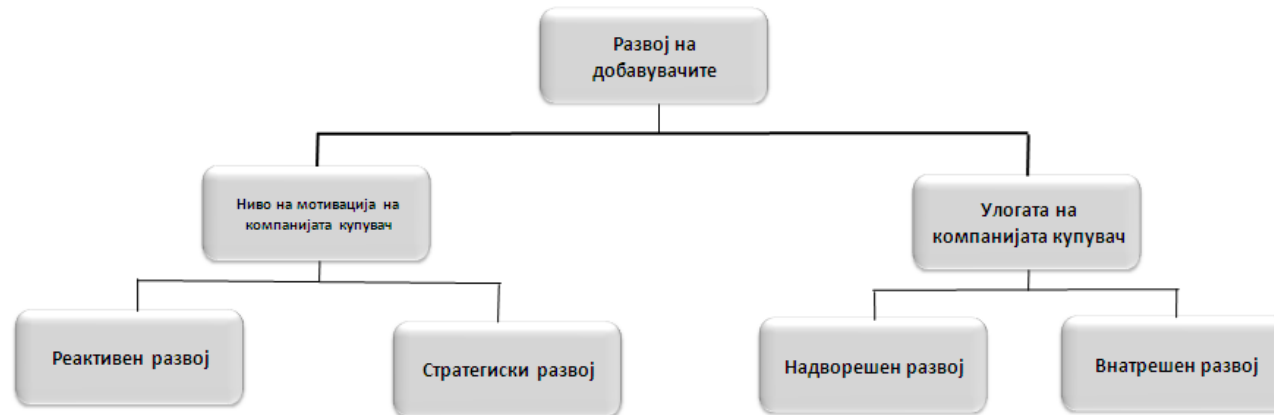 Развој на
добавувачите
Ниво на мотивација на
компанијата купувач
Улогата на
компанијата купувач
Реактивен развој
Стратегиски развој
Надворешен развој
Внатрешен развој